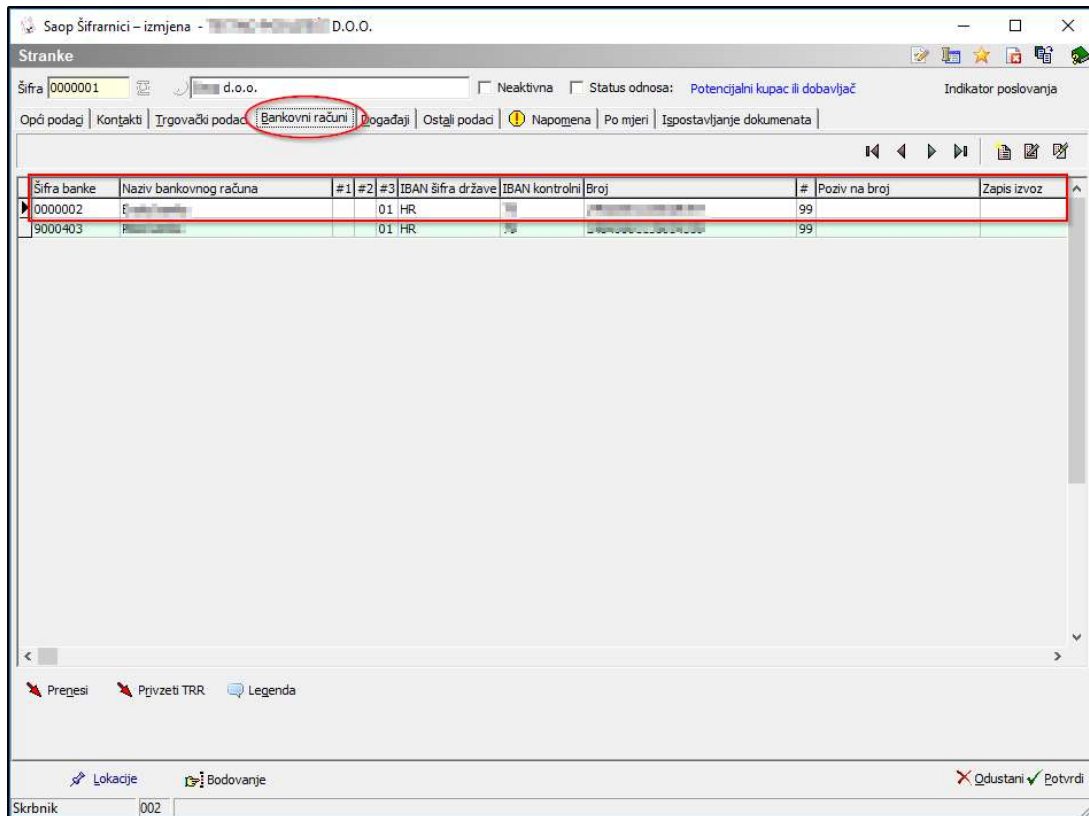 Saop Šifrarnici – izmjena - D.O.O.
Stranke
Šifra 0000001 d.o.o. Neaktivna Status odnosa: Potencijalni kupac ili dobavljač Indikator poslovanja
Opći podaci Kontakti Trgovački podaci Bankovni računi Događaji Ostali podaci Napomena Po mjeri Ispostavljanje dokumenata
Šifra banke Naziv bankovnog računa #1 #2 #3 IBAN šifra države IBAN kontrolni Broj # Poziv na broj Zapis izvoz
0000002 01 HR 99
9000403 01 HR 99
Prenesi Privzeti TRR Legenda
Lokacije Bodovanje Odustani Potvrdi
Skrbnik 002